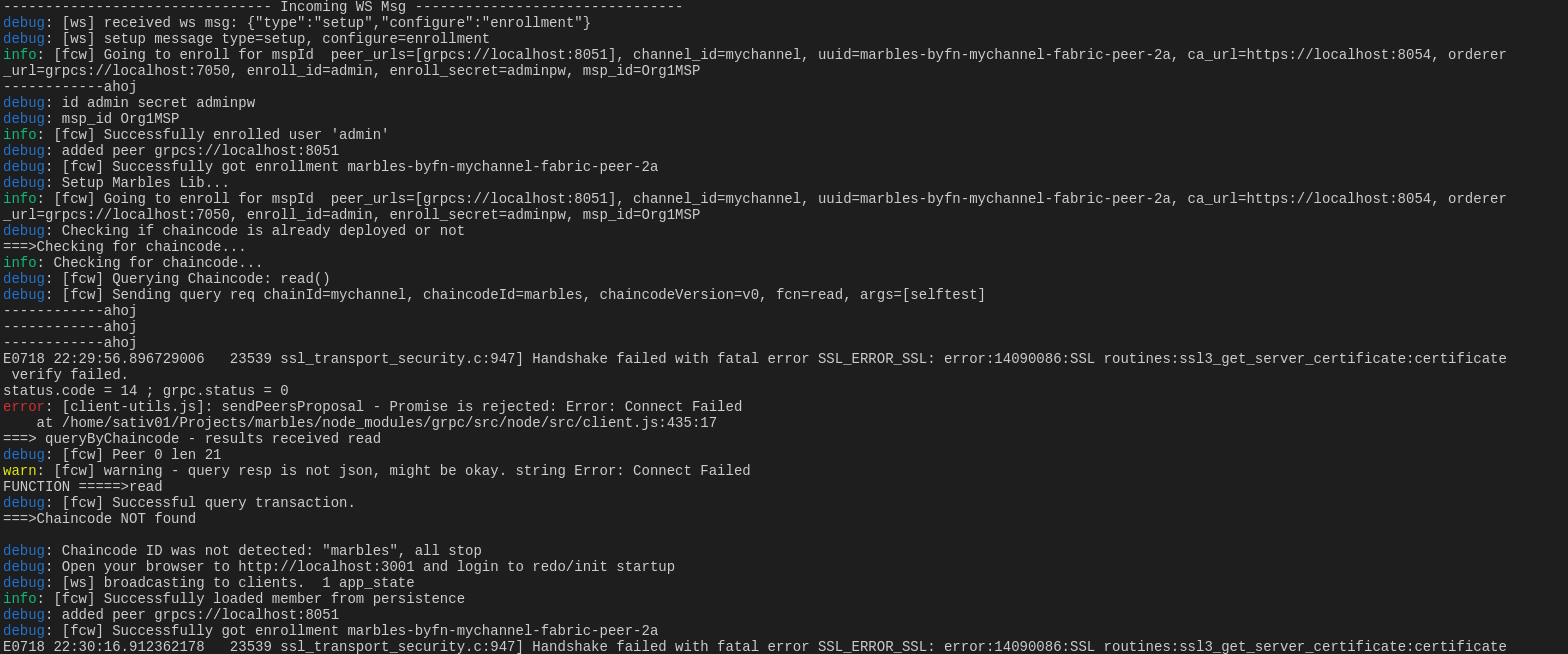 -------------------------------- Incoming WS Msg --------------------------------
debug: [ws] received ws msg: {"type":"setup","configure":"enrollment"}
debug: [ws] setup message type=setup, configure=enrollment
info: [fcw] Going to enroll for mspId  peer_urls=[grpcs://localhost:8051], channel_id=mychannel, uuid=marbles-byfn-mychannel-fabric-peer-2a, ca_url=https://localhost:8054, orderer
_url=grpcs://localhost:7050, enroll_id=admin, enroll_secret=adminpw, msp_id=Org1MSP
------------ahoj
debug: id admin secret adminpw
debug: msp_id Org1MSP
info: [fcw] Successfully enrolled user 'admin'
debug: added peer grpcs://localhost:8051
debug: [fcw] Successfully got enrollment marbles-byfn-mychannel-fabric-peer-2a
debug: Setup Marbles Lib...
info: [fcw] Going to enroll for mspId  peer_urls=[grpcs://localhost:8051], channel_id=mychannel, uuid=marbles-byfn-mychannel-fabric-peer-2a, ca_url=https://localhost:8054, orderer
_url=grpcs://localhost:7050, enroll_id=admin, enroll_secret=adminpw, msp_id=Org1MSP
debug: Checking if chaincode is already deployed or not
===>Checking for chaincode...
info: Checking for chaincode...
debug: [fcw] Querying Chaincode: read()
debug: [fcw] Sending query req chainId=mychannel, chaincodeId=marbles, chaincodeVersion=v0, fcn=read, args=[selftest]
------------ahoj
------------ahoj
------------ahoj
E0718 22:29:56.896729006   23539 ssl_transport_security.c:947] Handshake failed with fatal error SSL_ERROR_SSL: error:14090086:SSL routines:ssl3_get_server_certificate:certificate
 verify failed.
status.code = 14 ; grpc.status = 0
error: [client-utils.js]: sendPeersProposal - Promise is rejected: Error: Connect Failed
    at /home/sativ01/Projects/marbles/node_modules/grpc/src/node/src/client.js:435:17
===> queryByChaincode - results received read
debug: [fcw] Peer 0 len 21
warn: [fcw] warning - query resp is not json, might be okay. string Error: Connect Failed
FUNCTION =====>read
debug: [fcw] Successful query transaction.
===>Chaincode NOT found
debug: Chaincode ID was not detected: "marbles", all stop
debug: Open your browser to http://localhost:3001 and login to redo/init startup
debug: [ws] broadcasting to clients.  1 app_state
info: [fcw] Successfully loaded member from persistence
debug: added peer grpcs://localhost:8051
debug: [fcw] Successfully got enrollment marbles-byfn-mychannel-fabric-peer-2a
E0718 22:30:16.912362178   23539 ssl_transport_security.c:947] Handshake failed with fatal error SSL_ERROR_SSL: error:14090086:SSL routines:ssl3_get_server_certificate:certificate